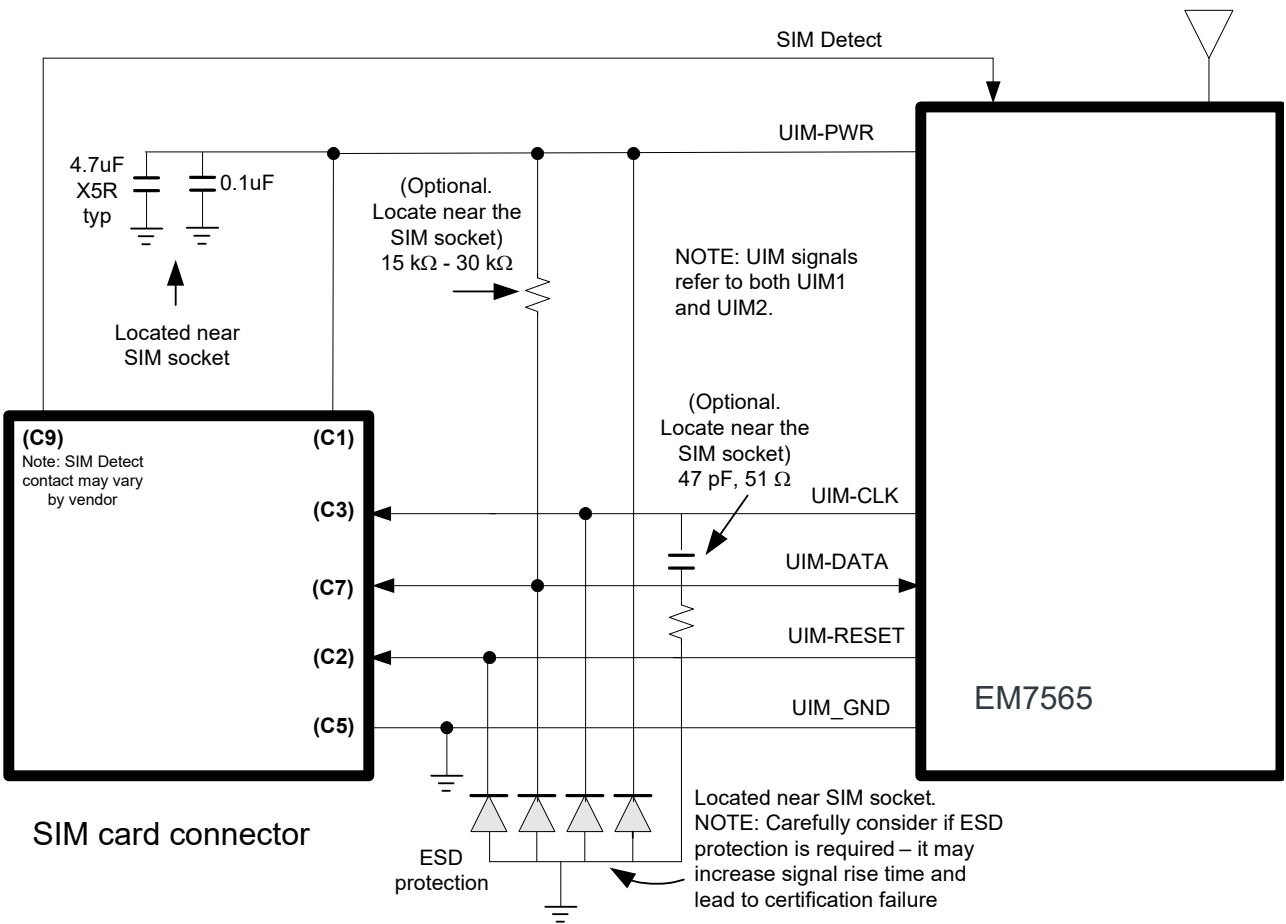 SIM Detect
UIM-PWR
4.7uF
X5R
typ
0.1uF
(Optional.
Locate near the
SIM socket)
15 kΩ - 30 kΩ
NOTE: UIM signals
refer to both UIM1
and UIM2.
Located near
SIM socket
(Optional.
Locate near the
SIM socket)
47 pF, 51 Ω
(C9)
Note: SIM Detect
contact may vary
by vendor
(C1)
(C3)
UIM-CLK
(C7)
UIM-DATA
(C2)
UIM-RESET
(C5)
UIM_GND
EM7565
SIM card connector
ESD
protection
Located near SIM socket.
NOTE: Carefully consider if ESD
protection is required – it may
increase signal rise time and
lead to certification failure